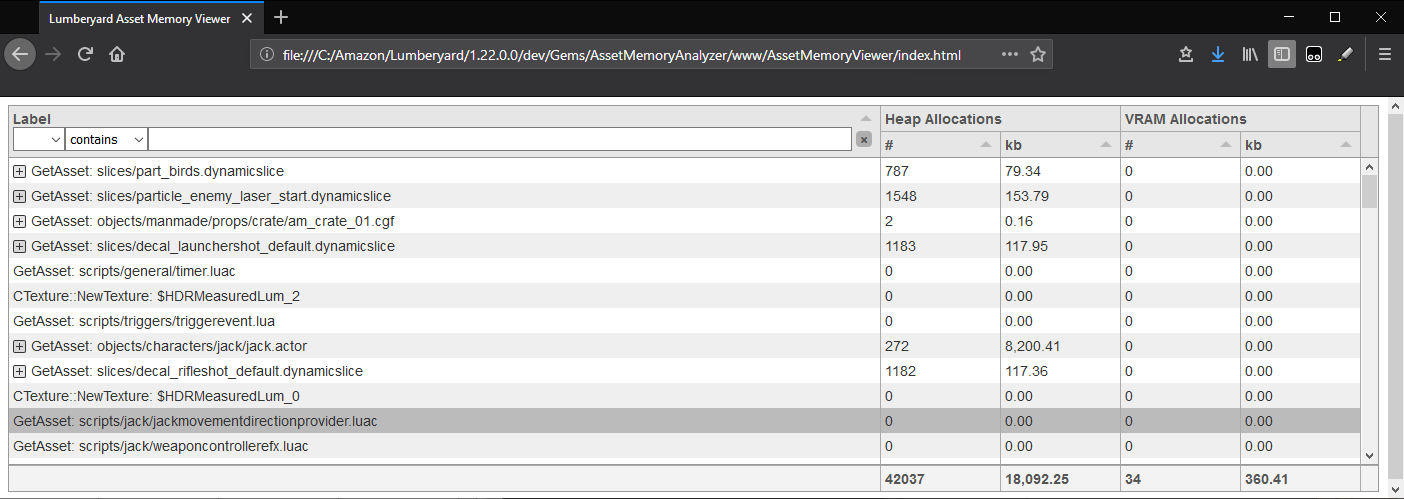 Lumberyard Asset Memory Viewer
file:///C:/Amazon/Lumberyard/1.22.0.0/dev/Gems/AssetMemoryAnalyzer/www/AssetMemoryViewer/index.html
Label Heap Allocations VRAM Allocations
contains # kb # kb
GetAsset: slices/part_birds.dynamicslice 787 79.34 0 0.00
GetAsset: slices/particle_enemy_laser_start.dynamicslice 1548 153.79 0 0.00
GetAsset: objects/manmade/props/crate/am_crate_01.cgf 2 0.16 0 0.00
GetAsset: slices/decal_launchershot_default.dynamicslice 1183 117.95 0 0.00
GetAsset: scripts/general/timer.luac 0 0.00 0 0.00
CTexture::NewTexture: $HDRMeasuredLum_2 0 0.00 0 0.00
GetAsset: scripts/triggers/triggerevent.lua 0 0.00 0 0.00
GetAsset: objects/characters/jack/jack.actor 272 8,200.41 0 0.00
GetAsset: slices/decal_rifleshot_default.dynamicslice 1182 117.36 0 0.00
CTexture::NewTexture: $HDRMeasuredLum_0 0 0.00 0 0.00
GetAsset: scripts/jack/jackmovementdirectionprovider.luac 0 0.00 0 0.00
GetAsset: scripts/jack/weaponcontrollerefx.luac 0 0.00 0 0.00
42037 18,092.25 34 360.41